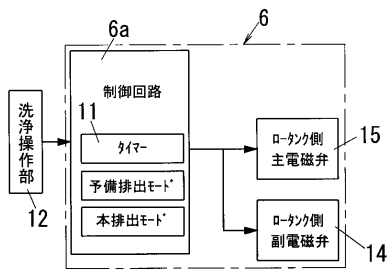 6
6a
制御回路
11
タイマー
予備排出モード
本排出モード
洗浄操作部
12
ロータンク側
主電磁弁
15
ロータンク側
副電磁弁
14